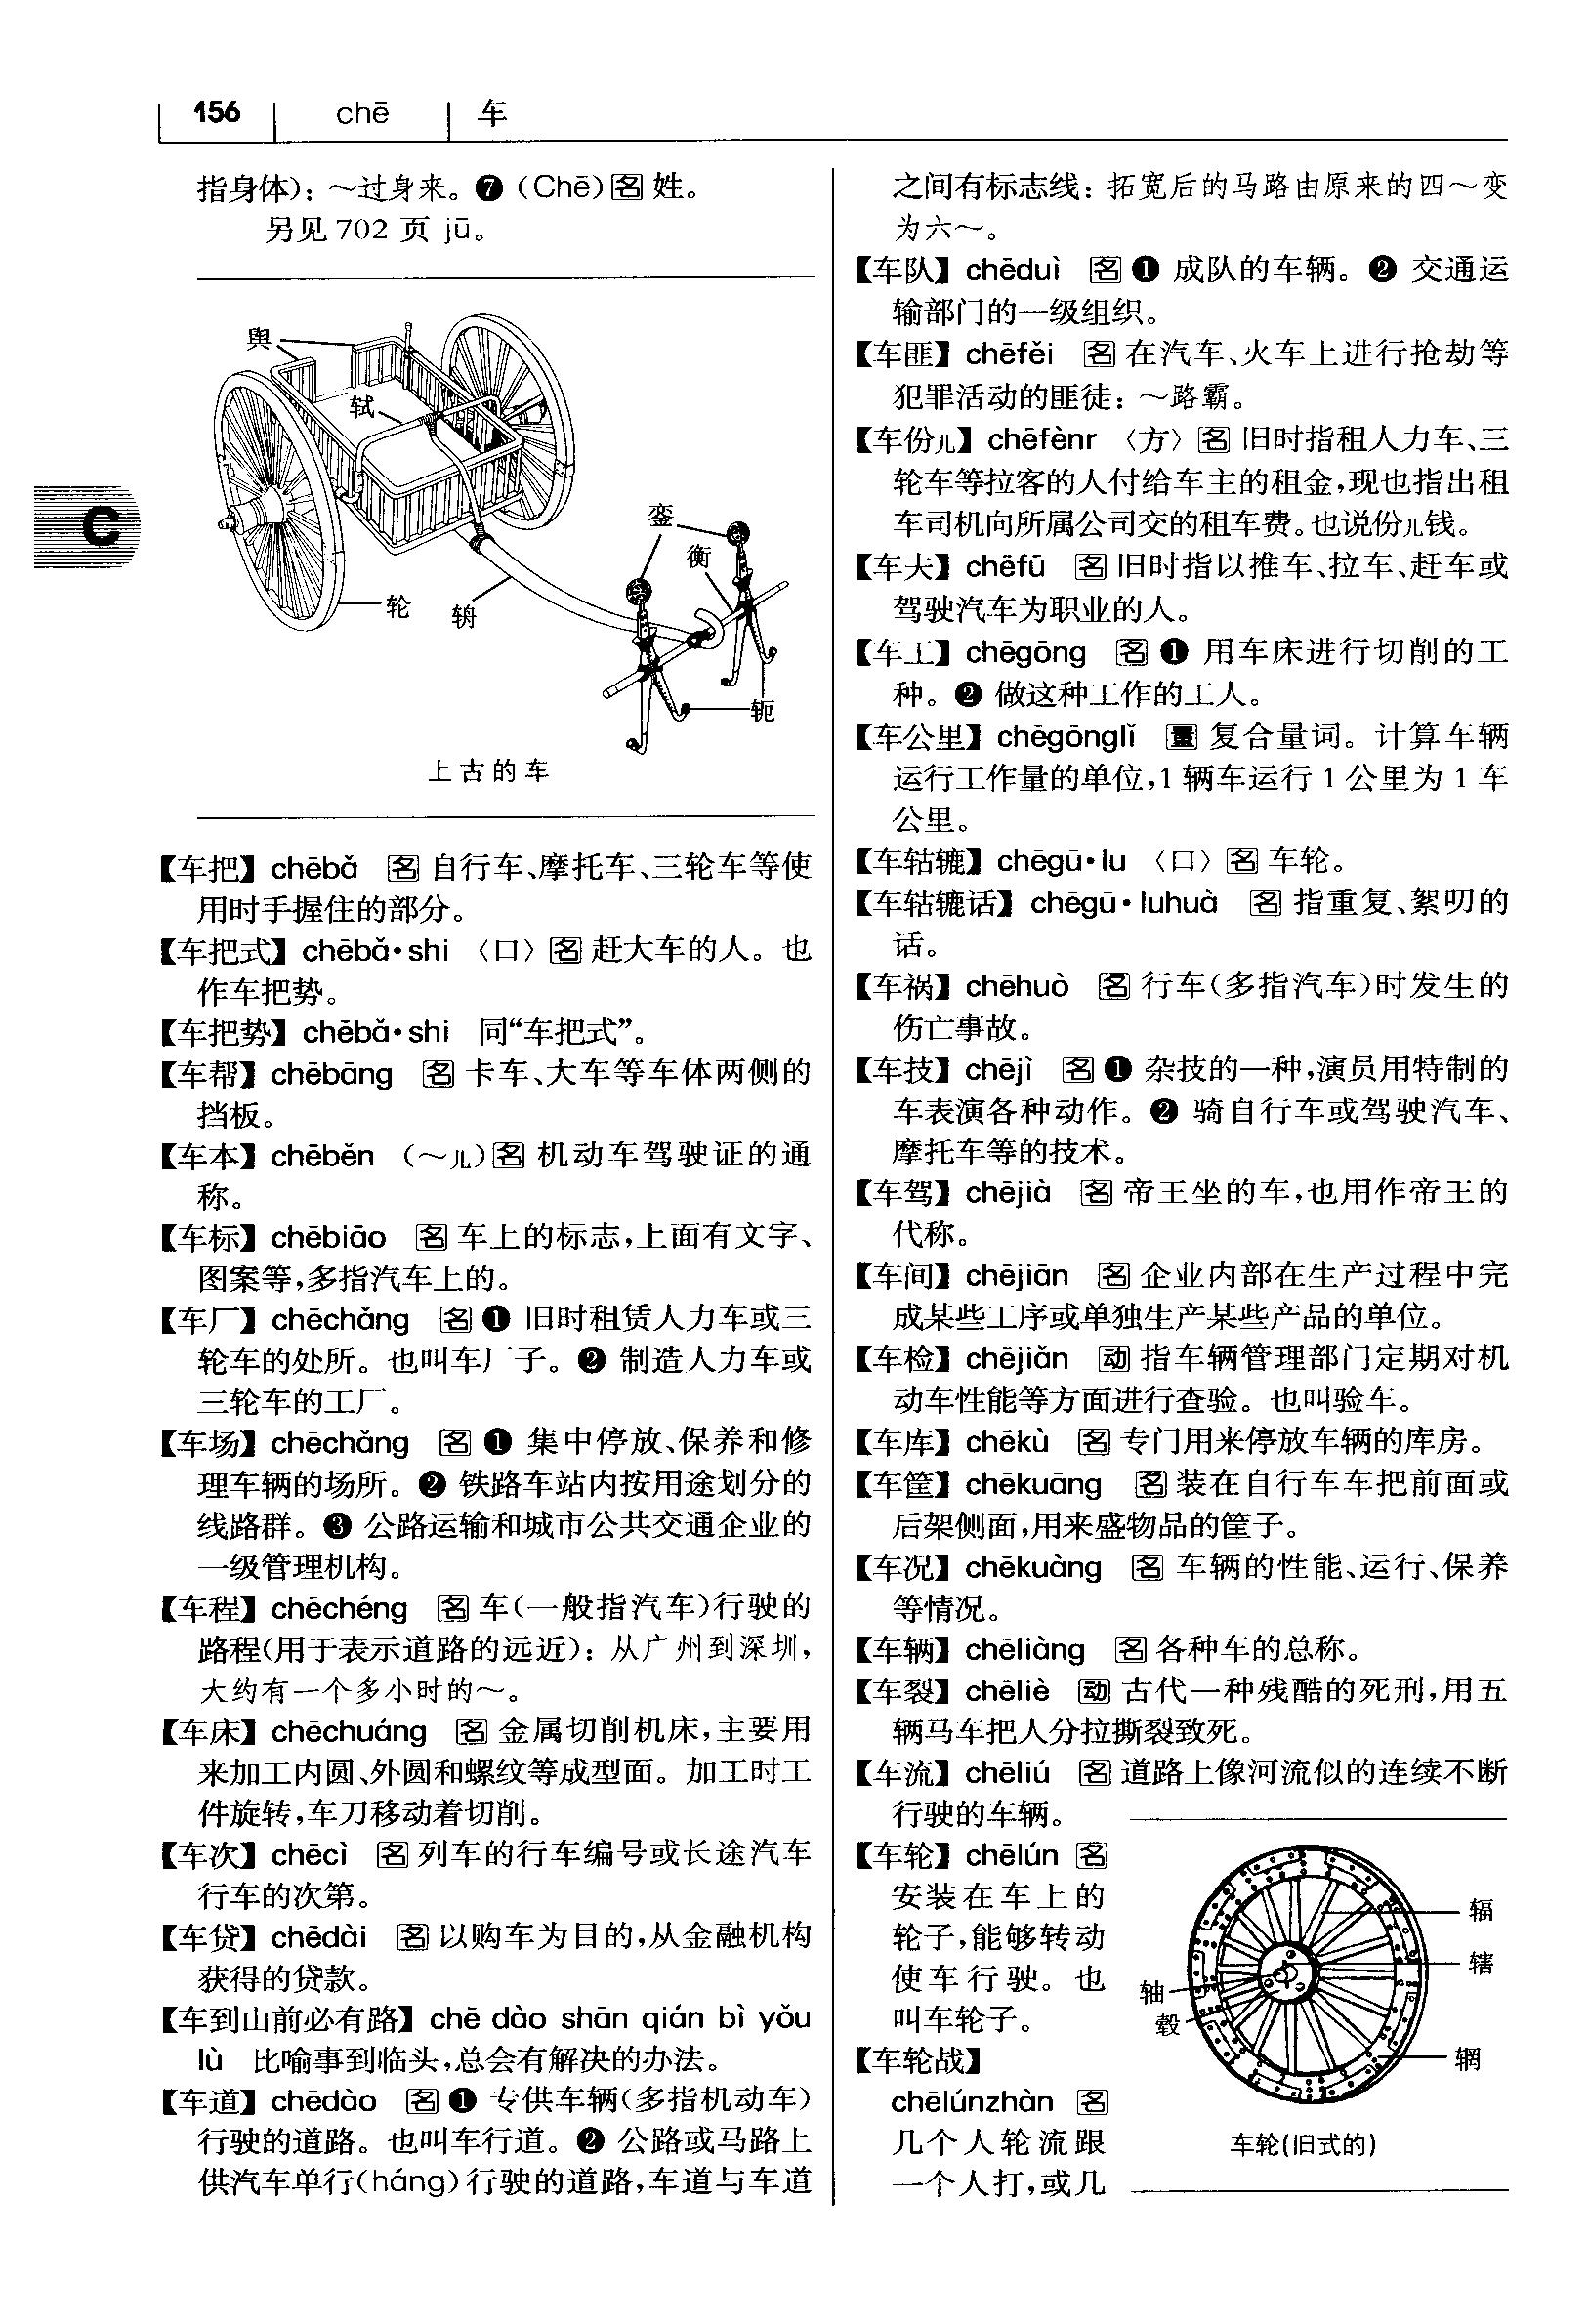 156 chē 车
指身体)：～过身来。❼（Chē）[名]姓。
另见702页 jū。
舆
轼
銮
衡
轮
辀
轭
上古的车
C
【车把】chēbǎ [名]自行车、摩托车、三轮车等使
用时手握住的部分。
【车把式】chēbǎ·shi〈口〉[名]赶大车的人。也
作车把势。
【车把势】chēbǎ·shi 同“车把式”。
【车帮】chēbāng [名]卡车、大车等车体两侧的
挡板。
【车本】chēběn （～儿）[名]机动车驾驶证的通
称。
【车标】chēbiāo [名]车上的标志，上面有文字、
图案等，多指汽车上的。
【车厂】chēchǎng [名]❶ 旧时租赁人力车或三
轮车的处所。也叫车厂子。❷ 制造人力车或
三轮车的工厂。
【车场】chēchǎng [名]❶ 集中停放、保养和修
理车辆的场所。❷ 铁路车站内按用途划分的
线路群。❸ 公路运输和城市公共交通企业的
一级管理机构。
【车程】chēchéng [名]车（一般指汽车）行驶的
路程（用于表示道路的远近）：从广州到深圳，
大约有一个多小时的～。
【车床】chēchuáng [名]金属切削机床，主要用
来加工内圆、外圆和螺纹等成型面。加工时工
件旋转，车刀移动着切削。
【车次】chēcì [名]列车的行车编号或长途汽车
行车的次第。
【车贷】chēdài [名]以购车为目的，从金融机构
获得的贷款。
【车到山前必有路】chē dào shān qián bì yǒu
lù 比喻事到临头，总会有解决的办法。
【车道】chēdào [名]❶ 专供车辆（多指机动车）
行驶的道路。也叫车行道。❷ 公路或马路上
供汽车单行（háng）行驶的道路，车道与车道
之间有标志线：拓宽后的马路由原来的四～变
为六～。
【车队】chēduì [名]❶ 成队的车辆。❷ 交通运
输部门的一级组织。
【车匪】chēfěi [名]在汽车、火车上进行抢劫等
犯罪活动的匪徒：～路霸。
【车份儿】chēfènr〈方〉[名]旧时指租人力车、三
轮车等拉客的人付给车主的租金，现也指出租
车司机向所属公司交的租车费。也说份儿钱。
【车夫】chēfū [名]旧时指以推车、拉车、赶车或
驾驶汽车为职业的人。
【车工】chēgōng [名]❶ 用车床进行切削的工
种。❷ 做这种工作的工人。
【车公里】chēgōnglǐ [量]复合量词。计算车辆
运行工作量的单位，1辆车运行1公里为1车
公里。
【车轱辘】chēgū·lu〈口〉[名]车轮。
【车轱辘话】chēgū·luhuà [名]指重复、絮叨的
话。
【车祸】chēhuò [名]行车（多指汽车）时发生的
伤亡事故。
【车技】chējì [名]❶ 杂技的一种，演员用特制的
车表演各种动作。❷ 骑自行车或驾驶汽车、
摩托车等的技术。
【车驾】chējià [名]帝王坐的车，也用作帝王的
代称。
【车间】chējiān [名]企业内部在生产过程中完
成某些工序或单独生产某些产品的单位。
【车检】chējiǎn [动]指车辆管理部门定期对机
动车性能等方面进行查验。也叫验车。
【车库】chēkù [名]专门用来停放车辆的库房。
【车筐】chēkuāng [名]装在自行车车把前面或
后架侧面，用来盛物品的筐子。
【车况】chēkuàng [名]车辆的性能、运行、保养
等情况。
【车辆】chēliàng [名]各种车的总称。
【车裂】chēliè [动]古代一种残酷的死刑，用五
辆马车把人分拉撕裂致死。
【车流】chēliú [名]道路上像河流似的连续不断
行驶的车辆。
【车轮】chēlún [名]
安装在车上的
轮子，能够转动
使车行驶。也
叫车轮子。
【车轮战】
chēlúnzhàn [名]
几个人轮流跟
一个人打，或几
辐
辖
轴
毂
辋
车轮（旧式的）